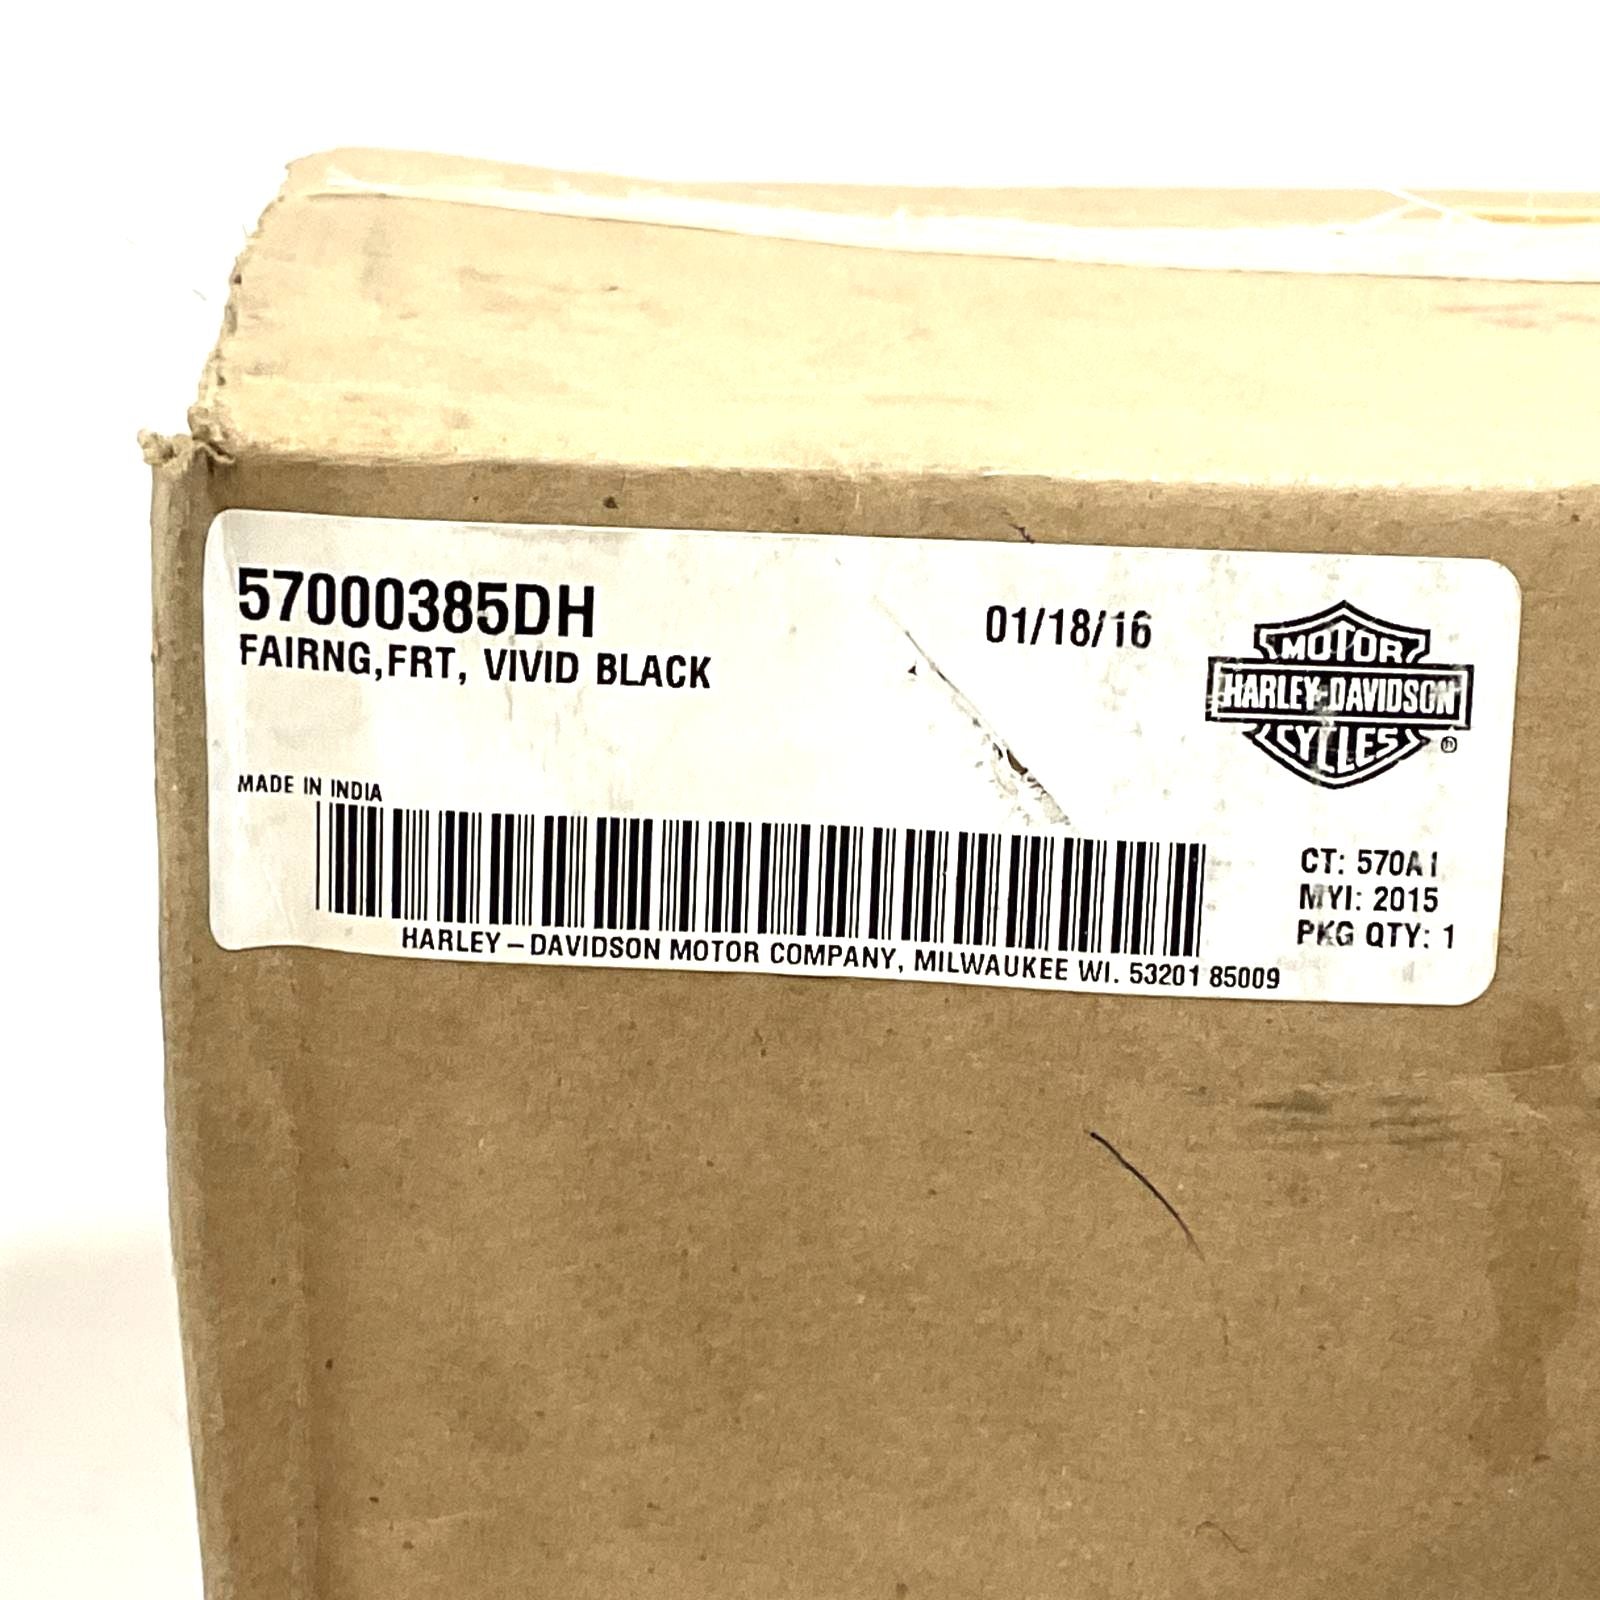 57000385DH
FAIRNG,FRT, VIVID BLACK
01/18/16
MOTOR
HARLEY-DAVIDSON
CYCLES
®
MADE IN INDIA
CT: 570A1
MYI: 2015
PKG QTY: 1
HARLEY-DAVIDSON MOTOR COMPANY, MILWAUKEE WI. 53201 85009